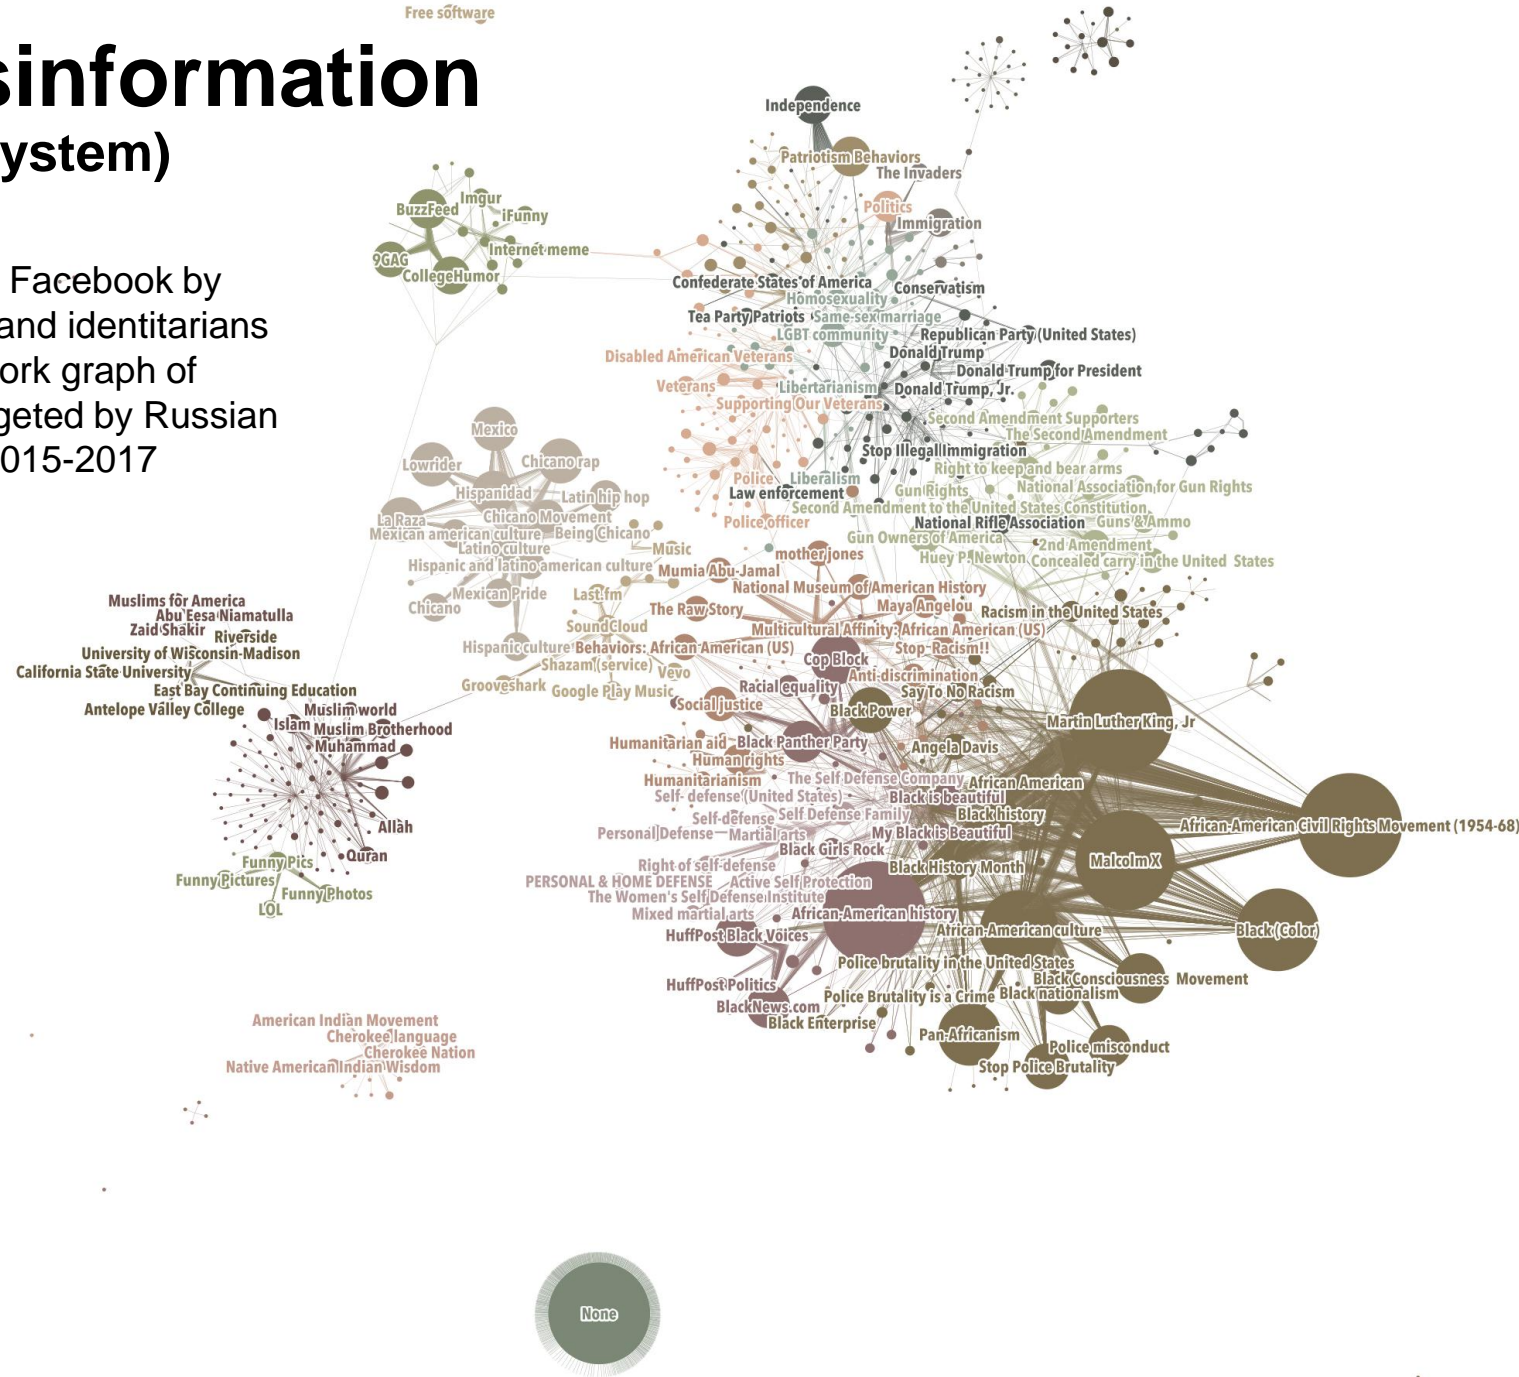 Free software
sinformation
ystem)
Facebook by
and identitarians
ork graph of
geted by Russian
015-2017
Independence
Patriotism Behaviors
The Invaders
Politics
Immigration
BuzzFeed
Imgur
iFunny
Internet meme
9GAG
CollegeHumor
Confederate States of America
Conservatism
Homosexuality
Tea Party Patriots
Same-sex marriage
LGBT community
Republican Party (United States)
Donald Trump
Disabled American Veterans
Donald Trump for President
Veterans
Libertarianism
Donald Trump, Jr.
Supporting Our Veterans
Second Amendment Supporters
The Second Amendment
Stop Illegal Immigration
Right to keep and bear arms
Police
Liberalism
National Association for Gun Rights
Law enforcement
Gun Rights
Second Amendment to the United States Constitution
Police officer
National Rifle Association
Guns & Ammo
Gun Owners of America
2nd Amendment
Huey P. Newton
Concealed carry in the United States
Mexico
Lowrider
Chicano rap
Hispanidad
Latin hip hop
La Raza
Chicano Movement
Mexican american culture
Being Chicano
Latino culture
Hispanic and latino american culture
Mexican Pride
Chicano
Hispanic culture
Music
Last.fm
SoundCloud
Shazam (service)
Vevo
Grooveshark
Google Play Music
mother jones
Mumia Abu-Jamal
National Museum of American History
The Raw Story
Maya Angelou
Racism in the United States
Multicultural Affinity: African American (US)
Behaviors: African American (US)
Stop-Racism!!
Cop Block
Anti-discrimination
Racial equality
Say To No Racism
Social justice
Black Power
Martin Luther King, Jr
Humanitarian aid
Black Panther Party
Angela Davis
Human rights
Humanitarianism
The Self Defense Company
African American
Self- defense (United States)
Black is beautiful
Self-defense
Self Defense Family
Black history
African-American Civil Rights Movement (1954-68)
Personal Defense
Martial arts
My Black is Beautiful
Black Girls Rock
Malcolm X
Right of self-defense
Black History Month
PERSONAL & HOME DEFENSE
Active Self Protection
The Women's Self Defense Institute
Mixed martial arts
African-American history
HuffPost Black Voices
African-American culture
Black (Color)
Police brutality in the United States
HuffPost Politics
Black Consciousness Movement
Police Brutality is a Crime
Black nationalism
BlackNews.com
Black Enterprise
Pan-Africanism
Police misconduct
Stop Police Brutality
Muslims for America
Abu Eesa Niamatulla
Zaid Shakir
Riverside
University of Wisconsin-Madison
California State University
East Bay Continuing Education
Antelope Valley College
Muslim world
Islam
Muslim Brotherhood
Muhammad
Allah
Quran
Funny Pics
Funny Pictures
Funny Photos
LOL
American Indian Movement
Cherokee language
Cherokee Nation
Native American Indian Wisdom
None